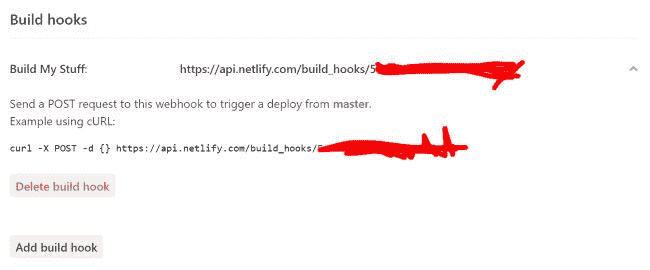 Build hooks
Build My Stuff: https://api.netlify.com/build_hooks/5
Send a POST request to this webhook to trigger a deploy from master.
Example using cURL:
curl -X POST -d {} https://api.netlify.com/build_hooks/
Delete build hook
Add build hook